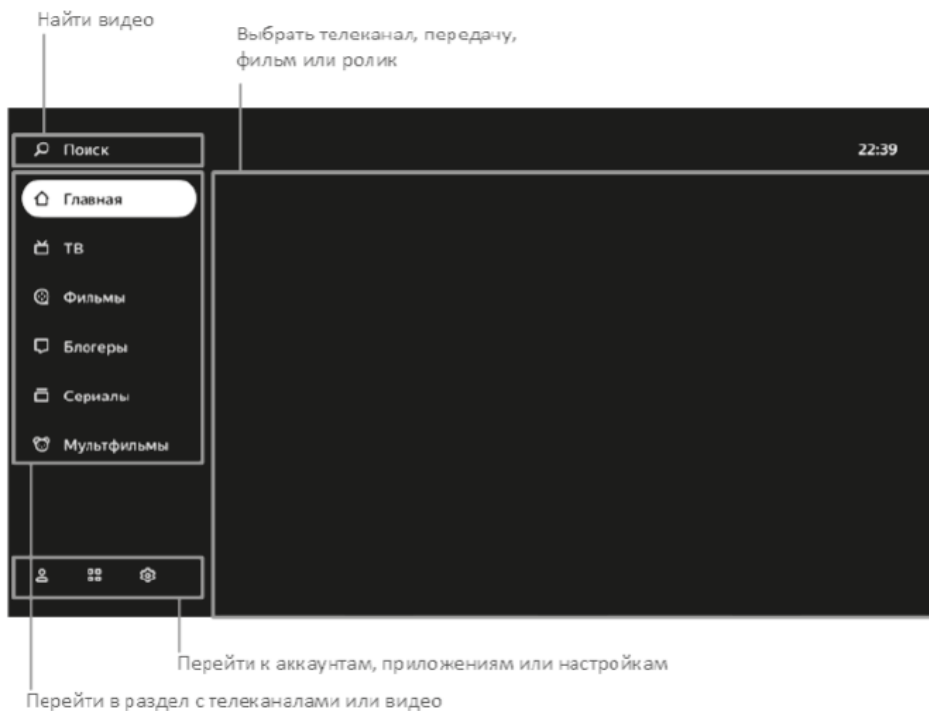 Найти видео
Выбрать телеканал, передачу,
фильм или ролик
Поиск
22:39
Главная
ТВ
Фильмы
Блогеры
Сериалы
Мультфильмы
Перейти к аккаунтам, приложениям или настройкам
Перейти в раздел с телеканалами или видео